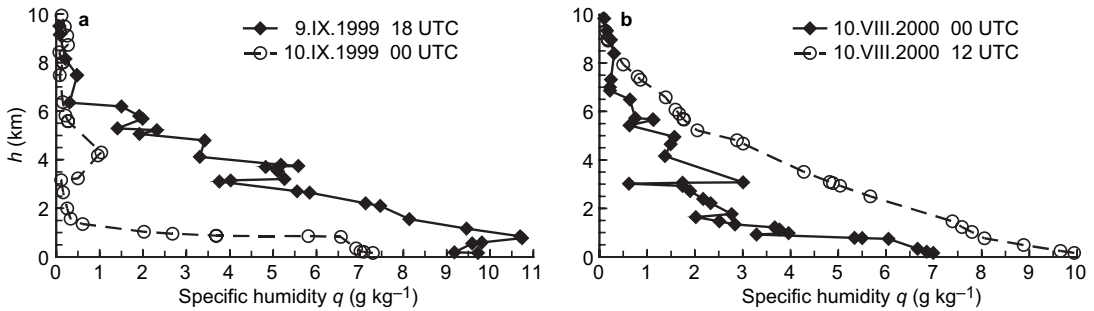 a
9.IX.1999 18 UTC
10.IX.1999 00 UTC
h (km)
10
8
6
4
2
0
0 1 2 3 4 5 6 7 8 9 10 11
Specific humidity q (g kg⁻¹)
b
10.VIII.2000 00 UTC
10.VIII.2000 12 UTC
10
8
6
4
2
0
0 1 2 3 4 5 6 7 8 9 10
Specific humidity q (g kg⁻¹)